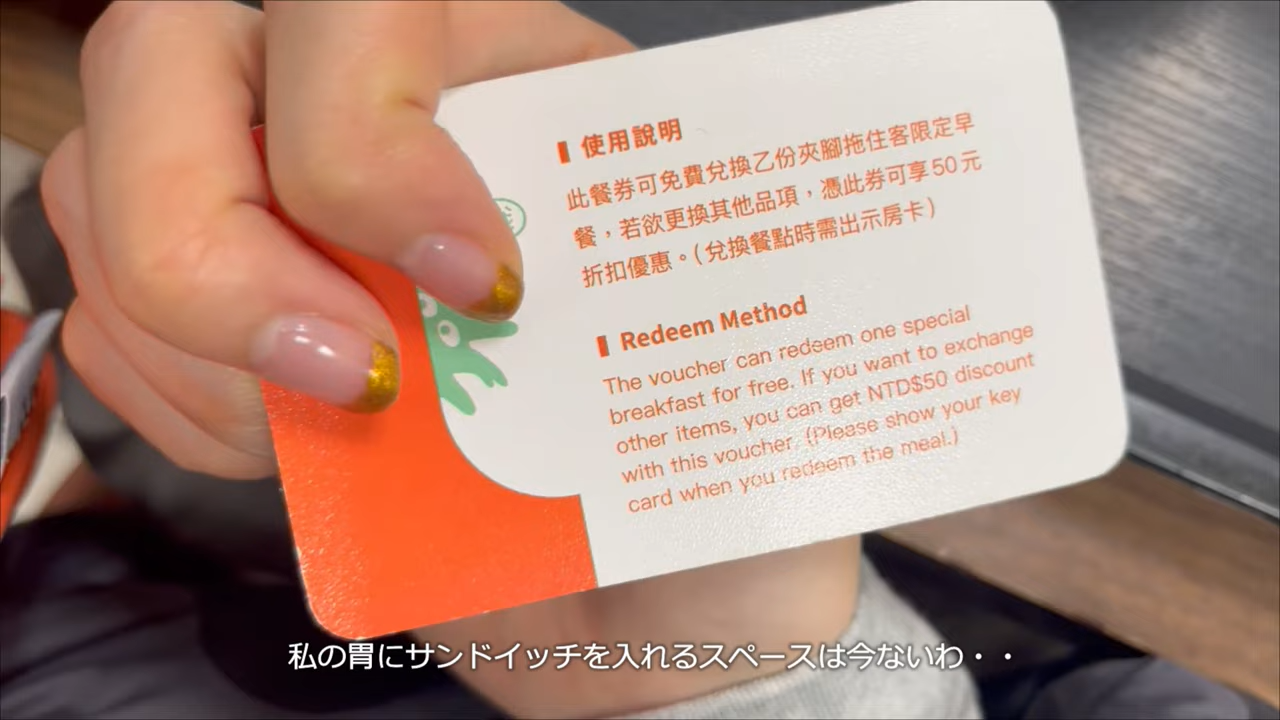 使用說明
此餐券可免費兌換乙份夾腳拖住客限定早
餐，若欲更換其他品項，憑此券可享50元
折扣優惠。(兌換餐點時需出示房卡)
Redeem Method
The voucher can redeem one special
breakfast for free. If you want to exchange
other items, you can get NTD$50 discount
with this voucher. (Please show your key
card when you redeem the meal.)
私の胃にサンドイッチを入れるスペースは今ないわ・・